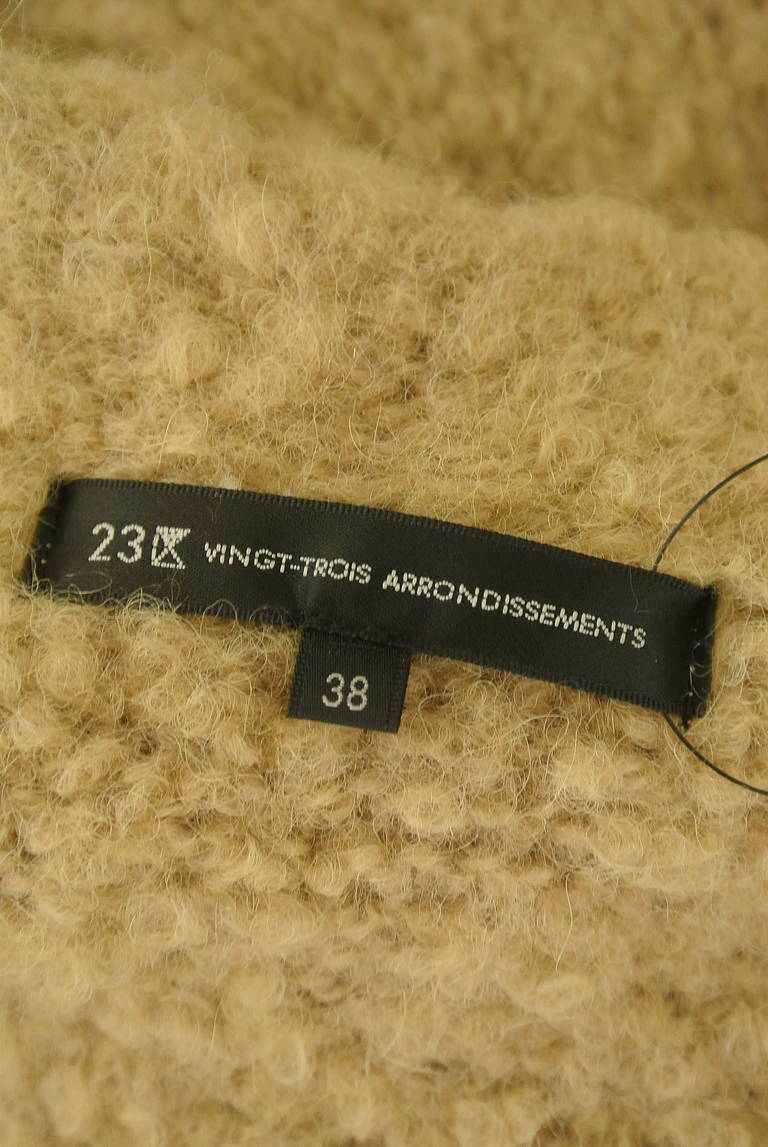 23区 VINGT-TROIS ARRONDISSEMENTS
38